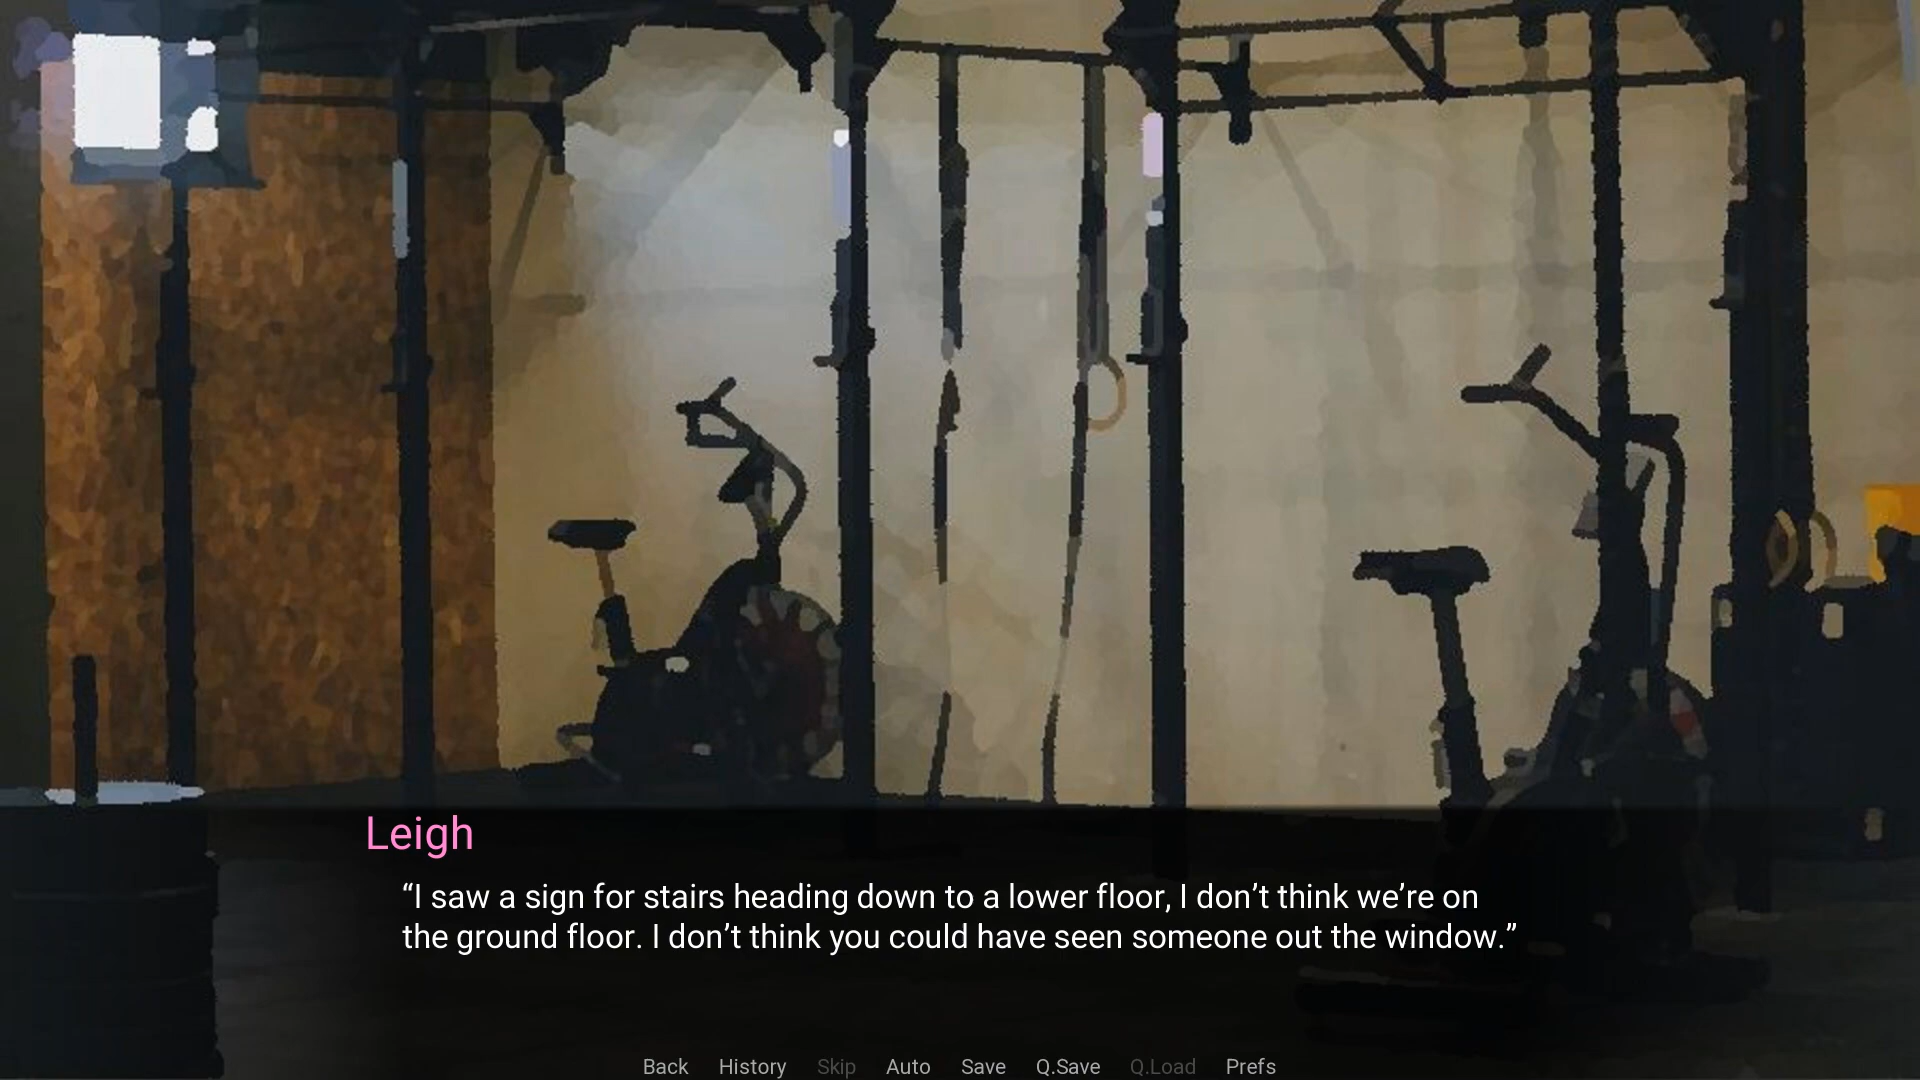 Leigh
“I saw a sign for stairs heading down to a lower floor, I don’t think we’re on
the ground floor. I don’t think you could have seen someone out the window.”
Back History Skip Auto Save Q.Save Q.Load Prefs